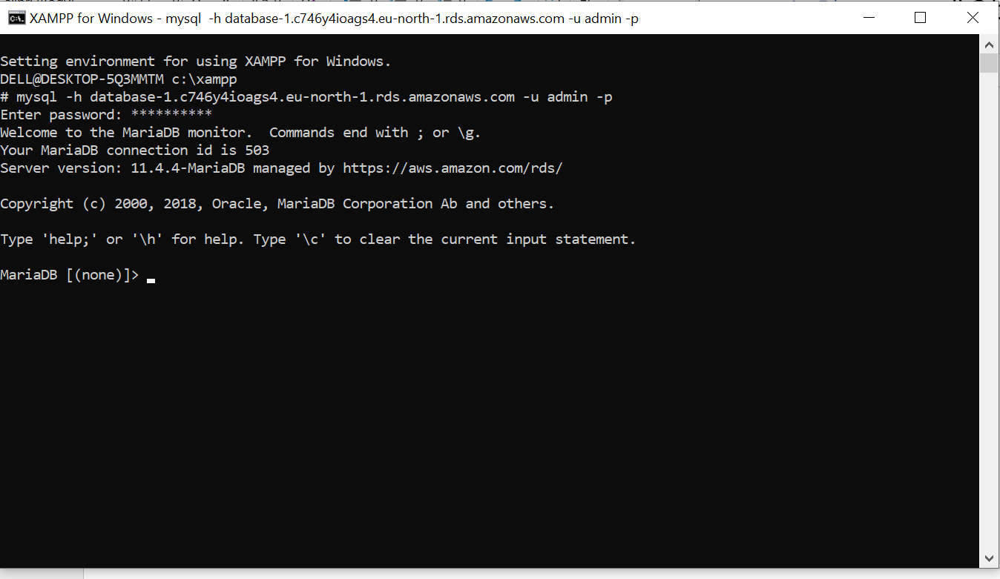 XAMPP for Windows - mysql  -h database-1.c746y4ioags4.eu-north-1.rds.amazonaws.com -u admin -p
Setting environment for using XAMPP for Windows.
DELL@DESKTOP-5Q3MMTM c:\xampp
# mysql -h database-1.c746y4ioags4.eu-north-1.rds.amazonaws.com -u admin -p
Enter password: **********
Welcome to the MariaDB monitor.  Commands end with ; or \g.
Your MariaDB connection id is 503
Server version: 11.4.4-MariaDB managed by https://aws.amazon.com/rds/
Copyright (c) 2000, 2018, Oracle, MariaDB Corporation Ab and others.
Type 'help;' or '\h' for help. Type '\c' to clear the current input statement.
MariaDB [(none)]>